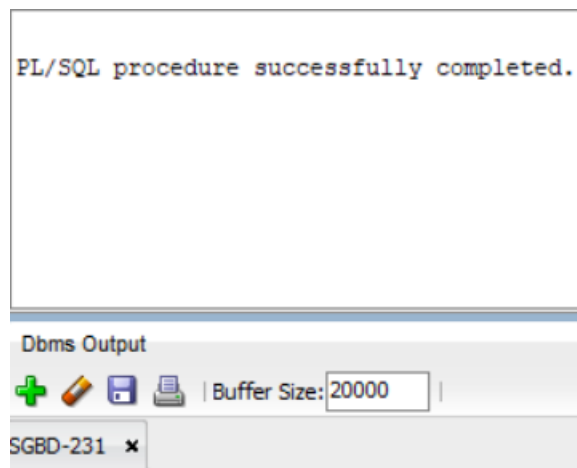 PL/SQL procedure successfully completed.
Dbms Output
Buffer Size: 20000
SGBD-231